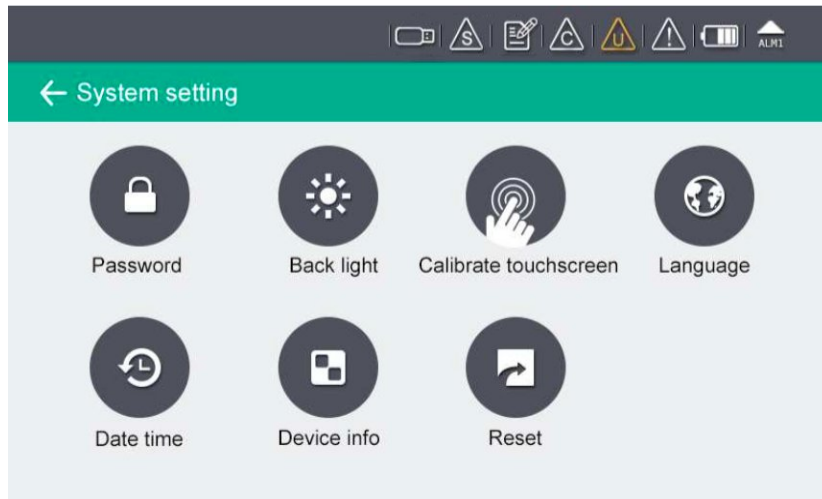 S C U ALM1
System setting
Password Back light Calibrate touchscreen Language
Date time Device info Reset